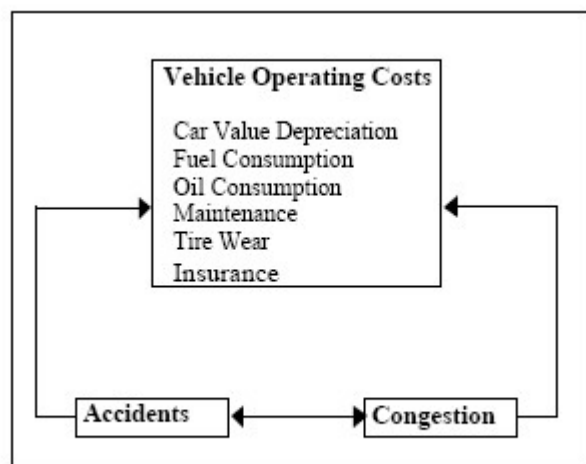 Vehicle Operating Costs
Car Value Depreciation
Fuel Consumption
Oil Consumption
Maintenance
Tire Wear
Insurance
Accidents
Congestion